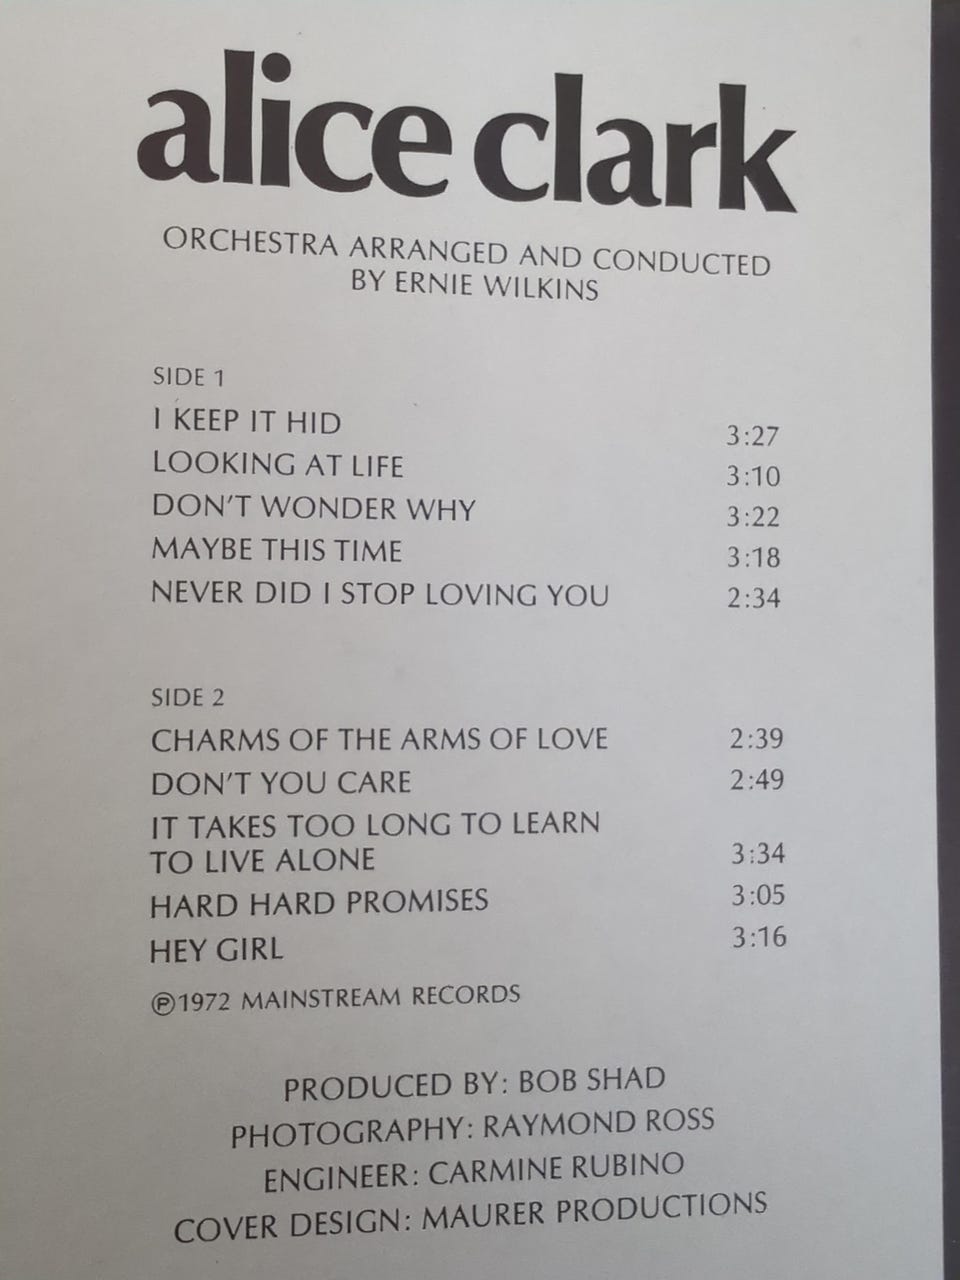 alice clark
ORCHESTRA ARRANGED AND CONDUCTED
BY ERNIE WILKINS
SIDE 1
I KEEP IT HID 3:27
LOOKING AT LIFE 3:10
DON'T WONDER WHY 3:22
MAYBE THIS TIME 3:18
NEVER DID I STOP LOVING YOU 2:34
SIDE 2
CHARMS OF THE ARMS OF LOVE 2:39
DON'T YOU CARE 2:49
IT TAKES TOO LONG TO LEARN
TO LIVE ALONE 3:34
HARD HARD PROMISES 3:05
HEY GIRL 3:16
℗1972 MAINSTREAM RECORDS
PRODUCED BY: BOB SHAD
PHOTOGRAPHY: RAYMOND ROSS
ENGINEER: CARMINE RUBINO
COVER DESIGN: MAURER PRODUCTIONS